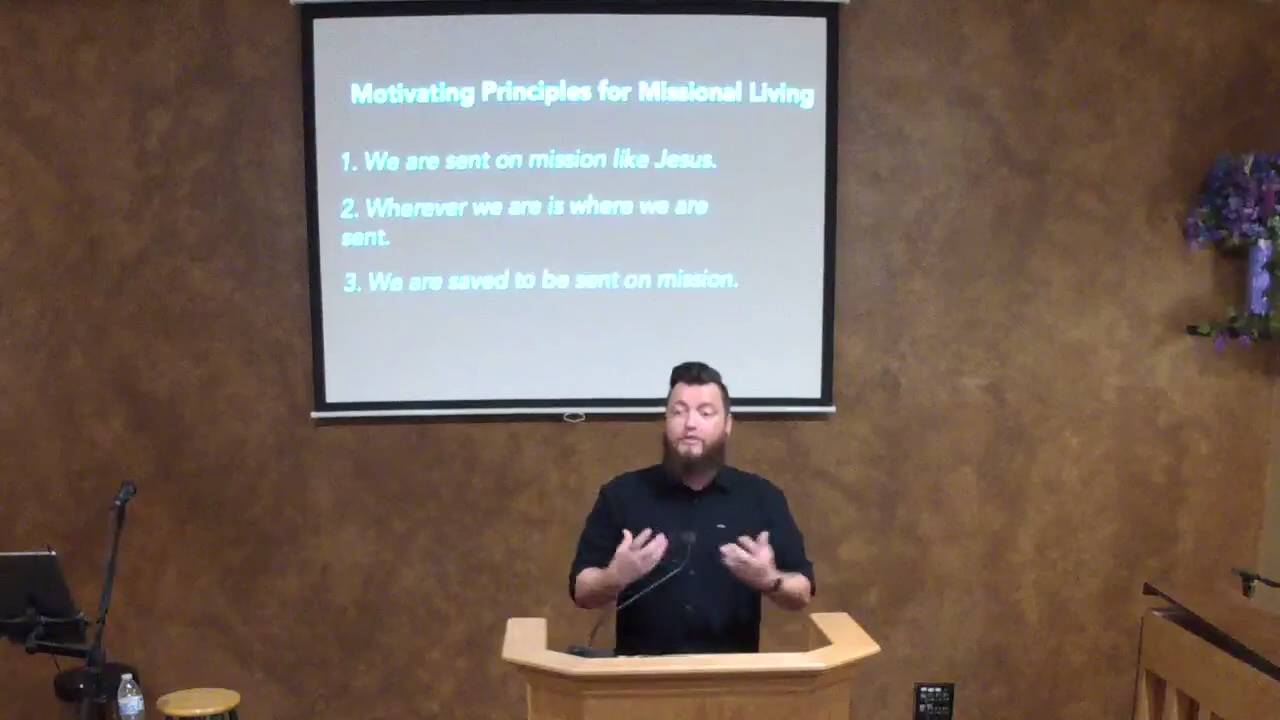 Motivating Principles for Missional Living
1. We are sent on mission like Jesus.
2. Wherever we are is where we are
sent.
3. We are saved to be sent on mission.